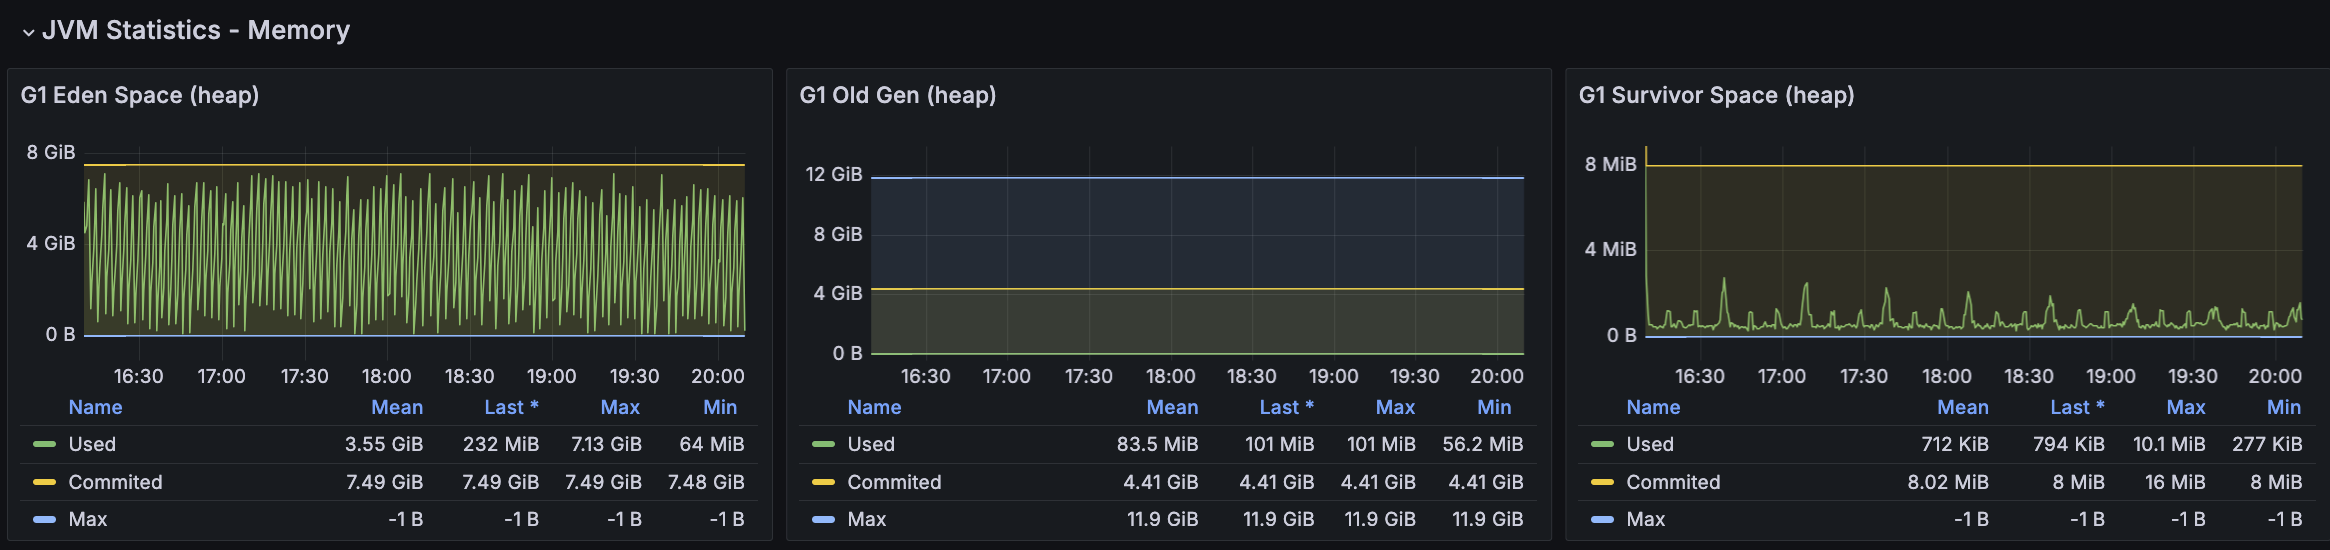 JVM Statistics - Memory
G1 Eden Space (heap)
8 GiB
4 GiB
0 B
16:30 17:00 17:30 18:00 18:30 19:00 19:30 20:00
Name Mean Last * Max Min
Used 3.55 GiB 232 MiB 7.13 GiB 64 MiB
Commited 7.49 GiB 7.49 GiB 7.49 GiB 7.48 GiB
Max -1 B -1 B -1 B -1 B
G1 Old Gen (heap)
12 GiB
8 GiB
4 GiB
0 B
16:30 17:00 17:30 18:00 18:30 19:00 19:30 20:00
Name Mean Last * Max Min
Used 83.5 MiB 101 MiB 101 MiB 56.2 MiB
Commited 4.41 GiB 4.41 GiB 4.41 GiB 4.41 GiB
Max 11.9 GiB 11.9 GiB 11.9 GiB 11.9 GiB
G1 Survivor Space (heap)
8 MiB
4 MiB
0 B
16:30 17:00 17:30 18:00 18:30 19:00 19:30 20:00
Name Mean Last * Max Min
Used 712 KiB 794 KiB 10.1 MiB 277 KiB
Commited 8.02 MiB 8 MiB 16 MiB 8 MiB
Max -1 B -1 B -1 B -1 B